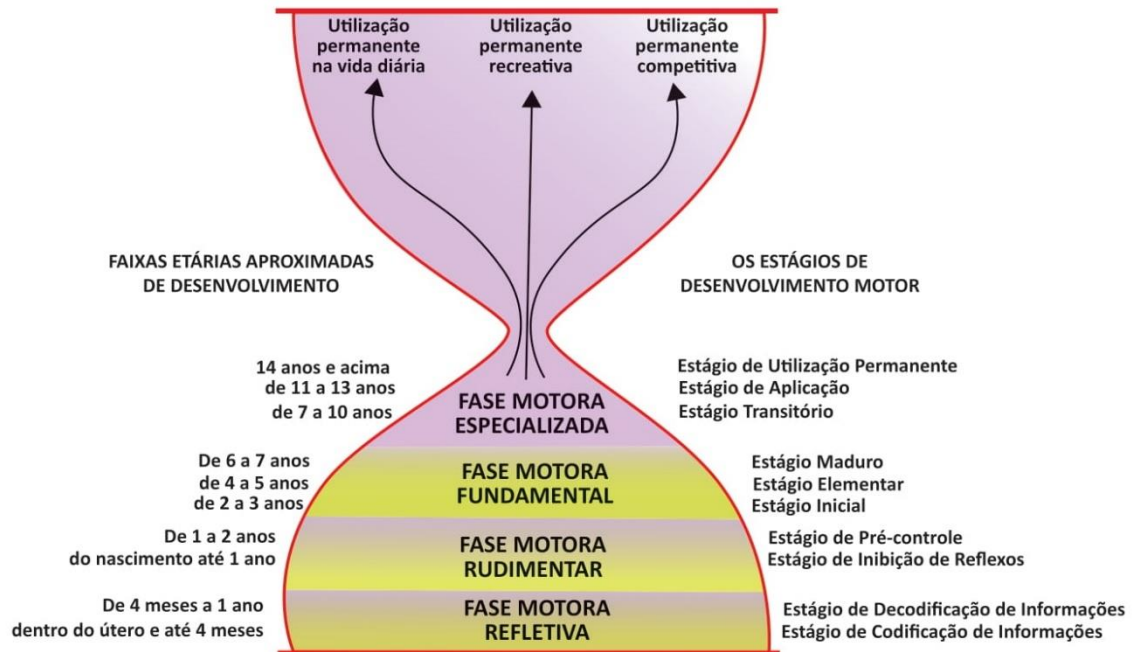 Utilização
permanente
na vida diária
Utilização
permanente
recreativa
Utilização
permanente
competitiva
FAIXAS ETÁRIAS APROXIMADAS
DE DESENVOLVIMENTO
OS ESTÁGIOS DE
DESENVOLVIMENTO MOTOR
14 anos e acima
de 11 a 13 anos
de 7 a 10 anos
FASE MOTORA
ESPECIALIZADA
Estágio de Utilização Permanente
Estágio de Aplicação
Estágio Transitório
De 6 a 7 anos
de 4 a 5 anos
de 2 a 3 anos
FASE MOTORA
FUNDAMENTAL
Estágio Maduro
Estágio Elementar
Estágio Inicial
De 1 a 2 anos
do nascimento até 1 ano
FASE MOTORA
RUDIMENTAR
Estágio de Pré-controle
Estágio de Inibição de Reflexos
De 4 meses a 1 ano
dentro do útero e até 4 meses
FASE MOTORA
REFLETIVA
Estágio de Decodificação de Informações
Estágio de Codificação de Informações